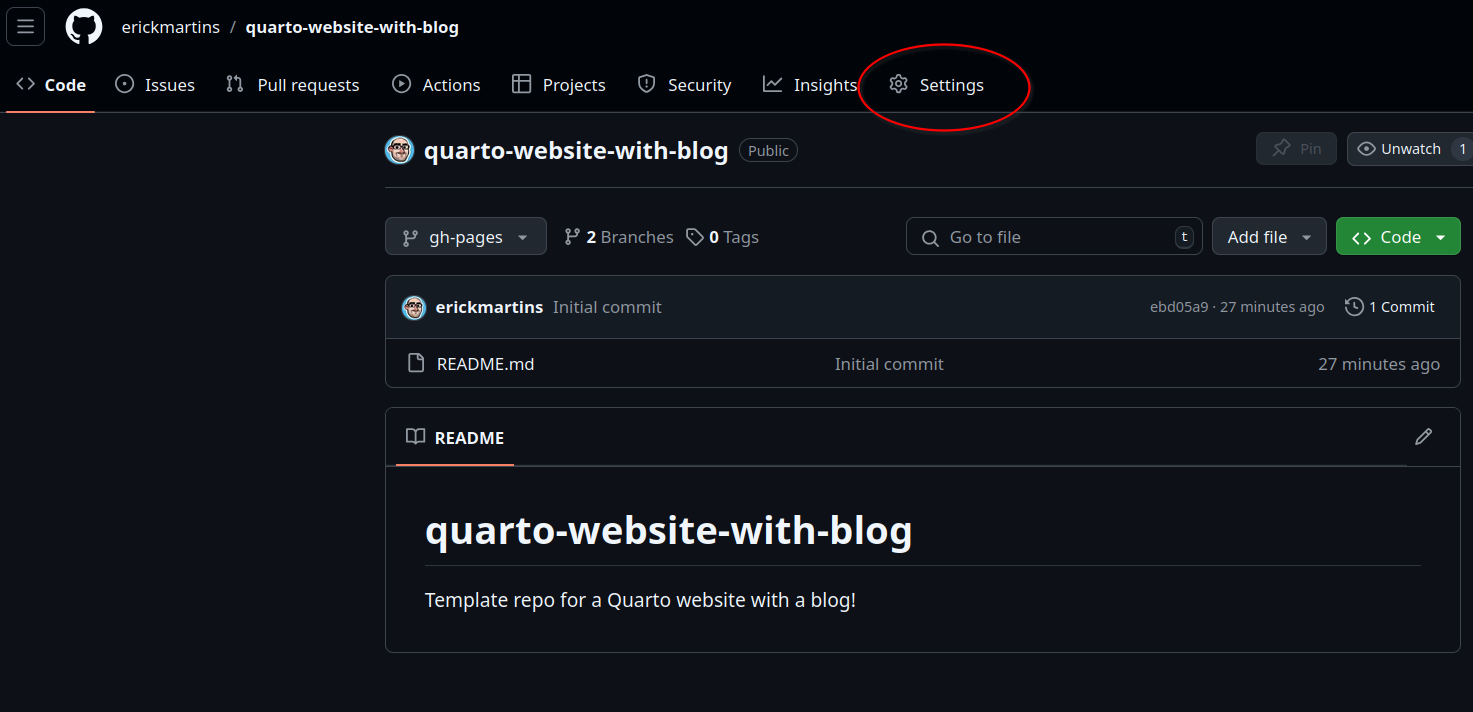 erickmartins / quarto-website-with-blog
Code Issues Pull requests Actions Projects Security Insights Settings
quarto-website-with-blog Public Pin Unwatch 1
gh-pages 2 Branches 0 Tags Go to file t Add file Code
erickmartins Initial commit ebd05a9 · 27 minutes ago 1 Commit
README.md Initial commit 27 minutes ago
README
quarto-website-with-blog
Template repo for a Quarto website with a blog!